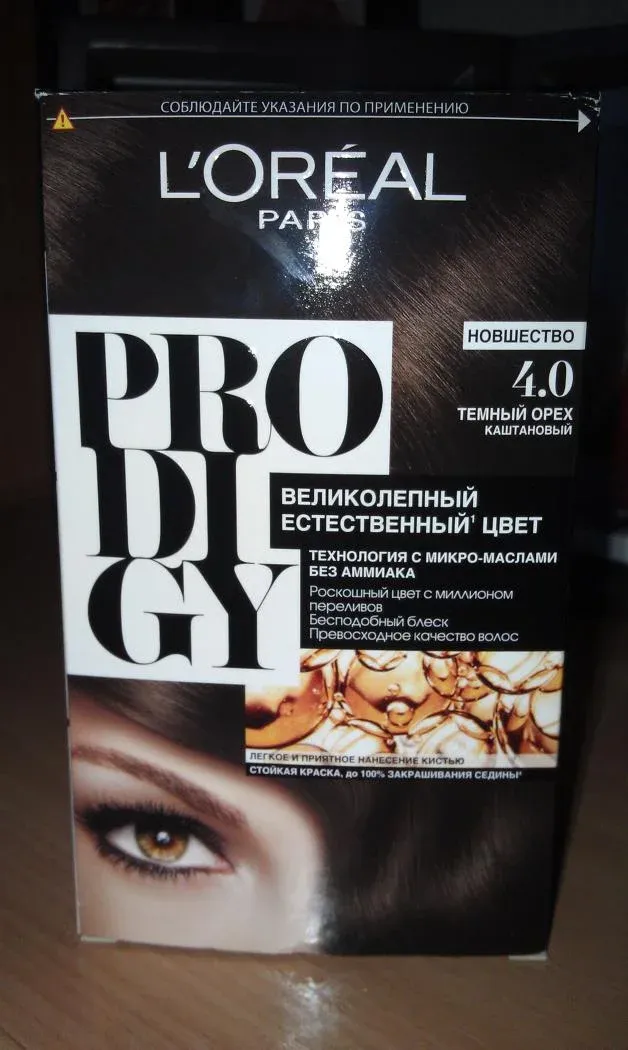 СОБЛЮДАЙТЕ УКАЗАНИЯ ПО ПРИМЕНЕНИЮ
L'ORÉAL
PARIS
PRO
DI
GY
НОВШЕСТВО
4.0
ТЕМНЫЙ ОРЕХ
КАШТАНОВЫЙ
ВЕЛИКОЛЕПНЫЙ
ЕСТЕСТВЕННЫЙ¹ ЦВЕТ
ТЕХНОЛОГИЯ С МИКРО-МАСЛАМИ
БЕЗ АММИАКА
Роскошный цвет с миллионом
переливов
Бесподобный блеск
Превосходное качество волос
ЛЕГКОЕ И ПРИЯТНОЕ НАНЕСЕНИЕ КИСТЬЮ
СТОЙКАЯ КРАСКА, до 100% ЗАКРАШИВАНИЯ СЕДИНЫ²